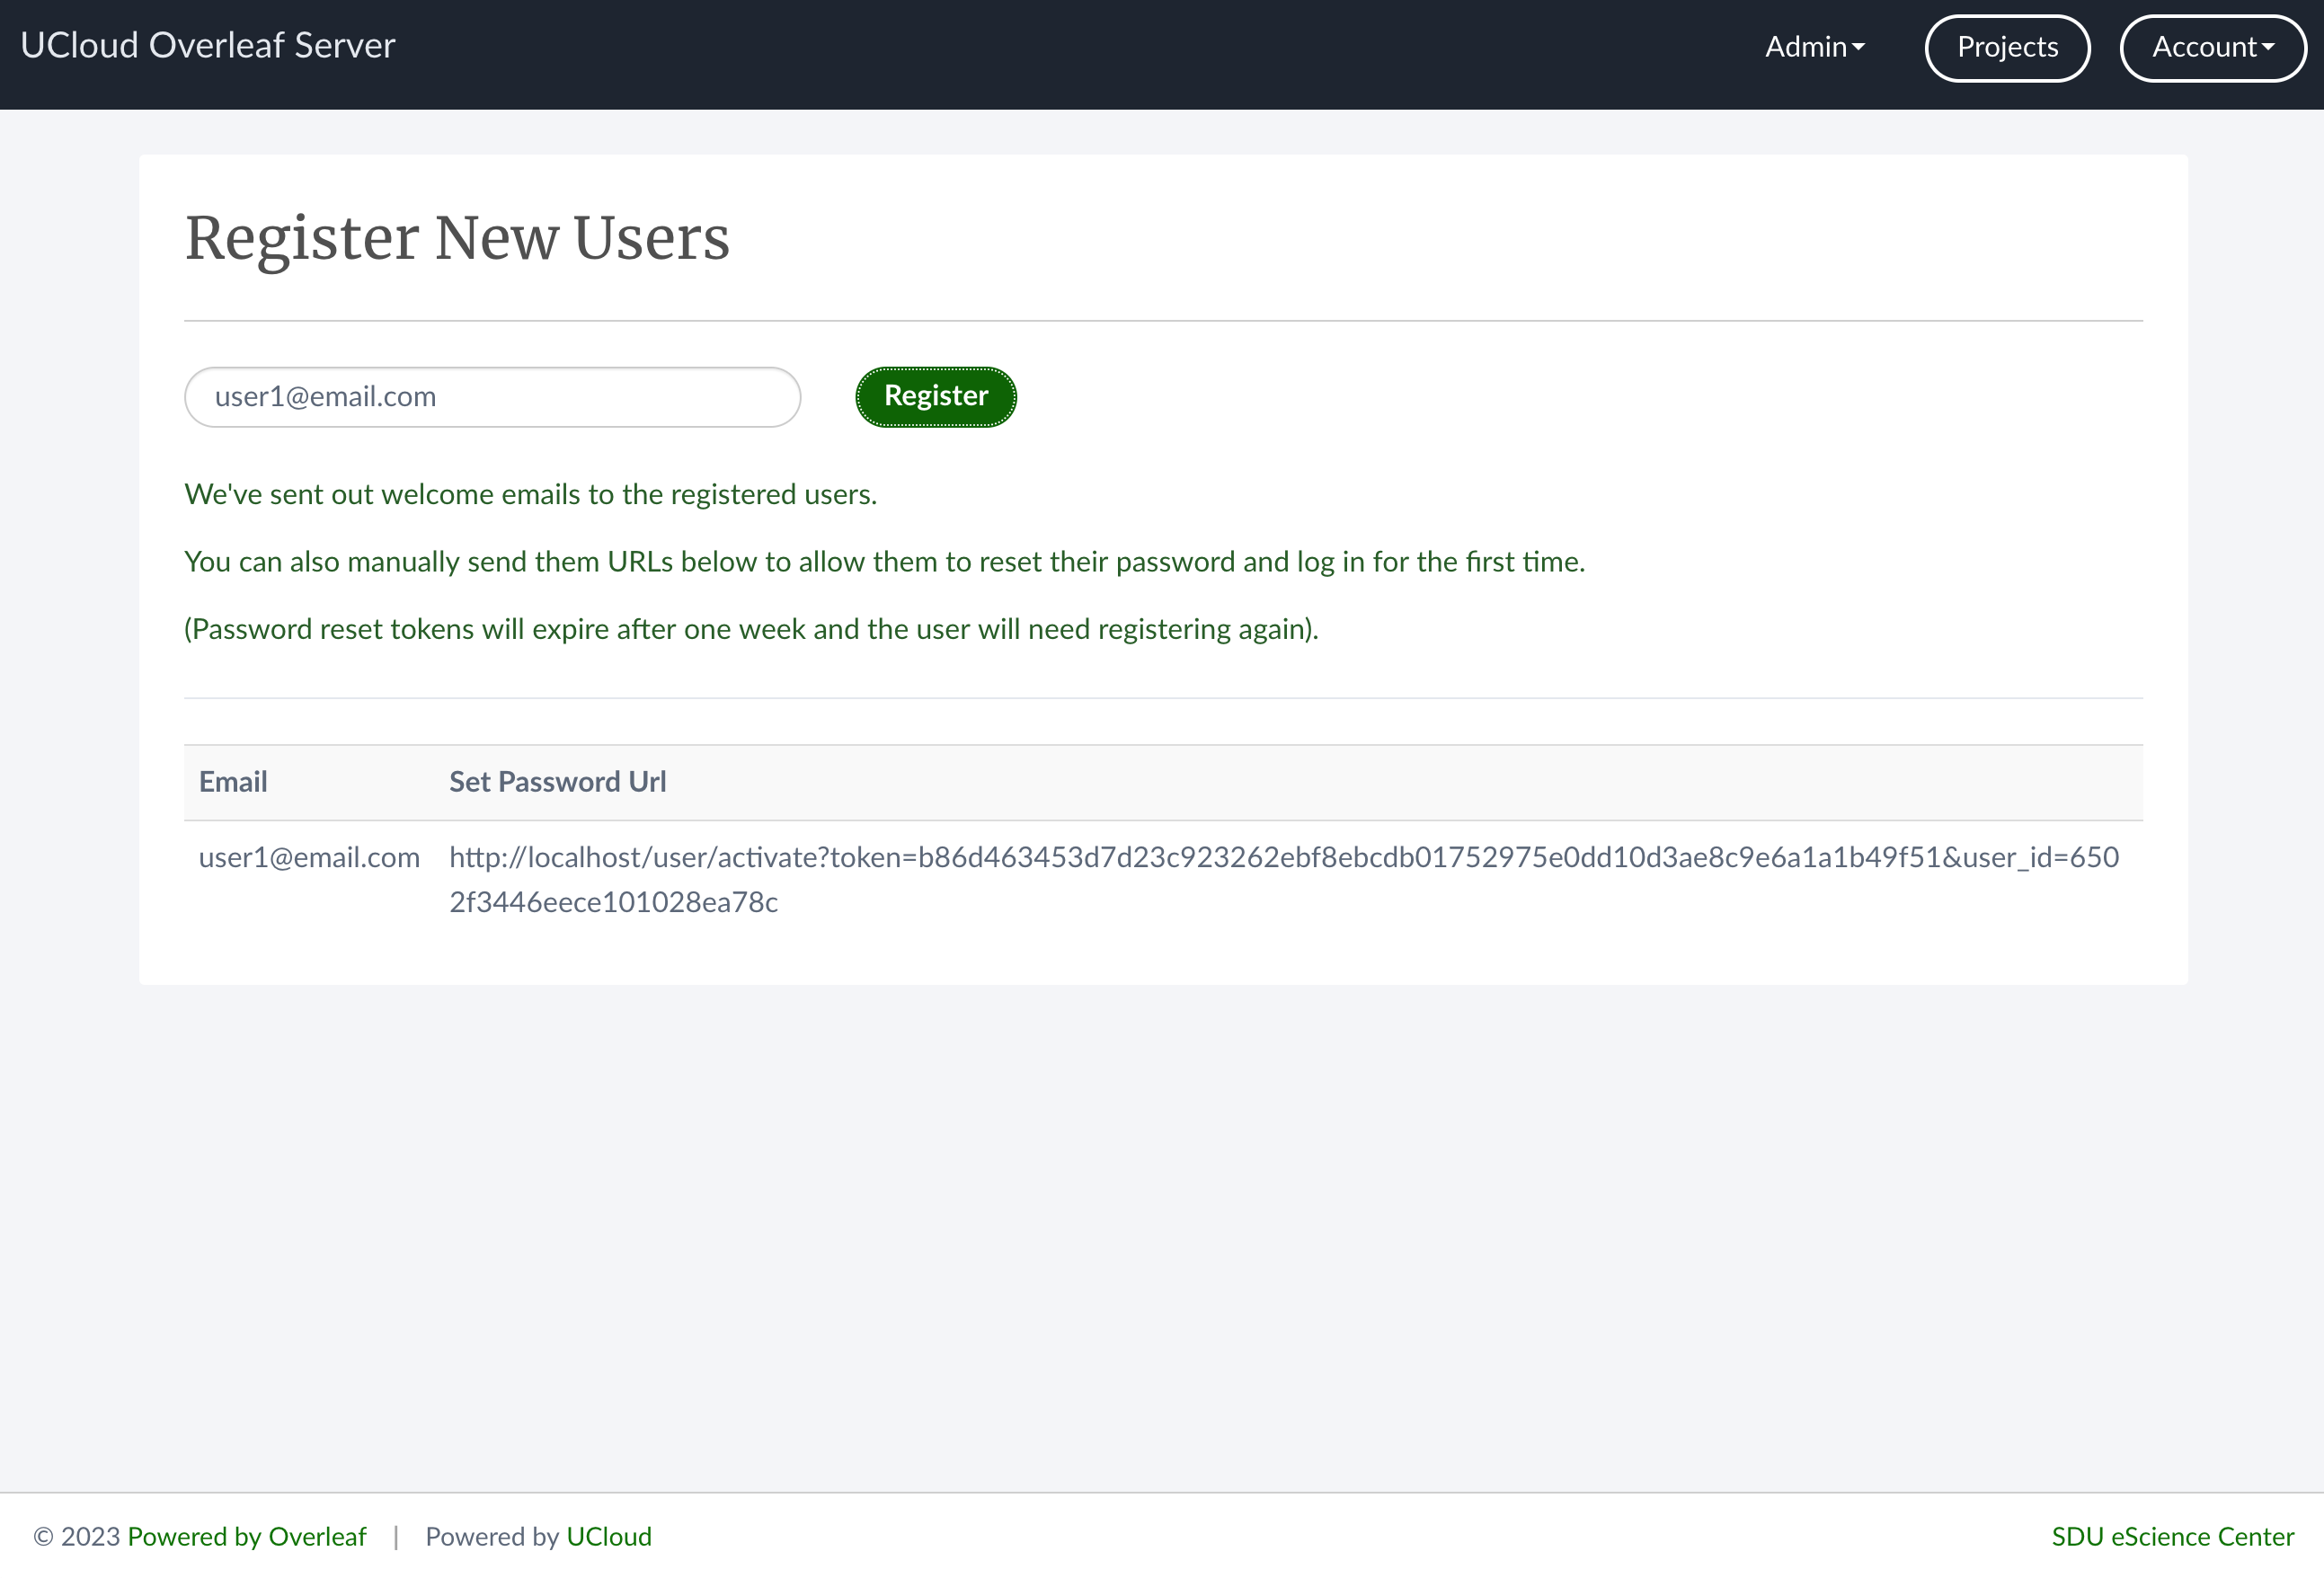 UCloud Overleaf Server Admin Projects Account
Register New Users
user1@email.com Register
We've sent out welcome emails to the registered users.
You can also manually send them URLs below to allow them to reset their password and log in for the first time.
(Password reset tokens will expire after one week and the user will need registering again).
Email Set Password Url
user1@email.com http://localhost/user/activate?token=b86d463453d7d23c923262ebf8ebcdb01752975e0dd10d3ae8c9e6a1a1b49f51&user_id=650
2f3446eece101028ea78c
© 2023 Powered by Overleaf | Powered by UCloud SDU eScience Center